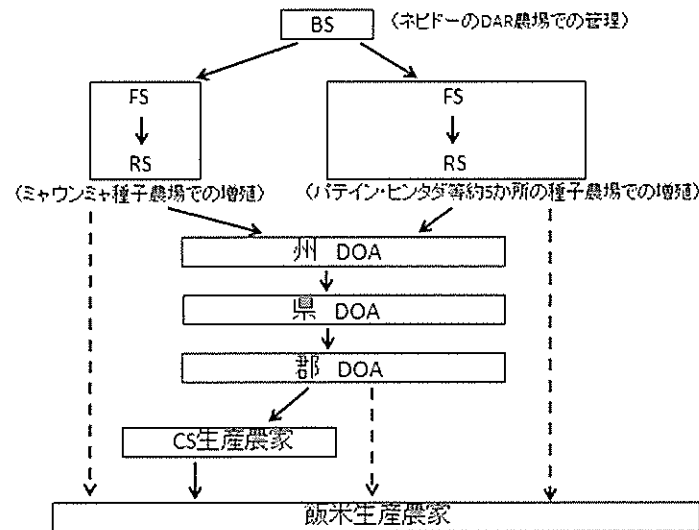 BS 〈ネピドーのDAR農場での管理〉
FS FS
RS RS
〈ミャウンミャ種子農場での増殖〉 〈パテイン・ヒンタダ等約5か所の種子農場での増殖〉
州 DOA
県 DOA
郡 DOA
CS生産農家
飯米生産農家